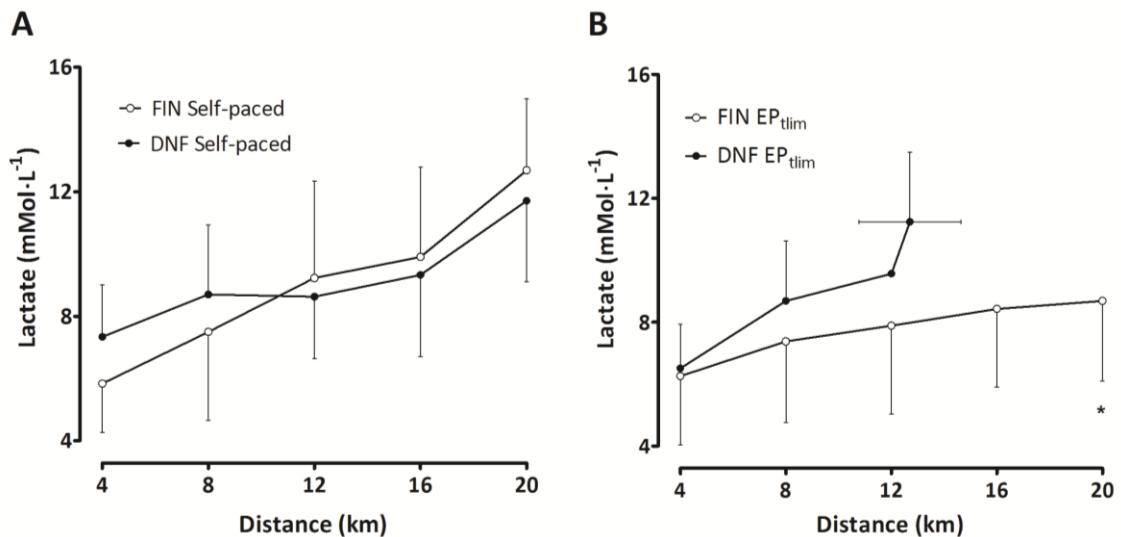 A
16
12
8
4
Lactate (mMol·L⁻¹)
FIN Self-paced
DNF Self-paced
4 8 12 16 20
Distance (km)
B
16
12
8
4
Lactate (mMol·L⁻¹)
FIN EPtlim
DNF EPtlim
*
4 8 12 16 20
Distance (km)